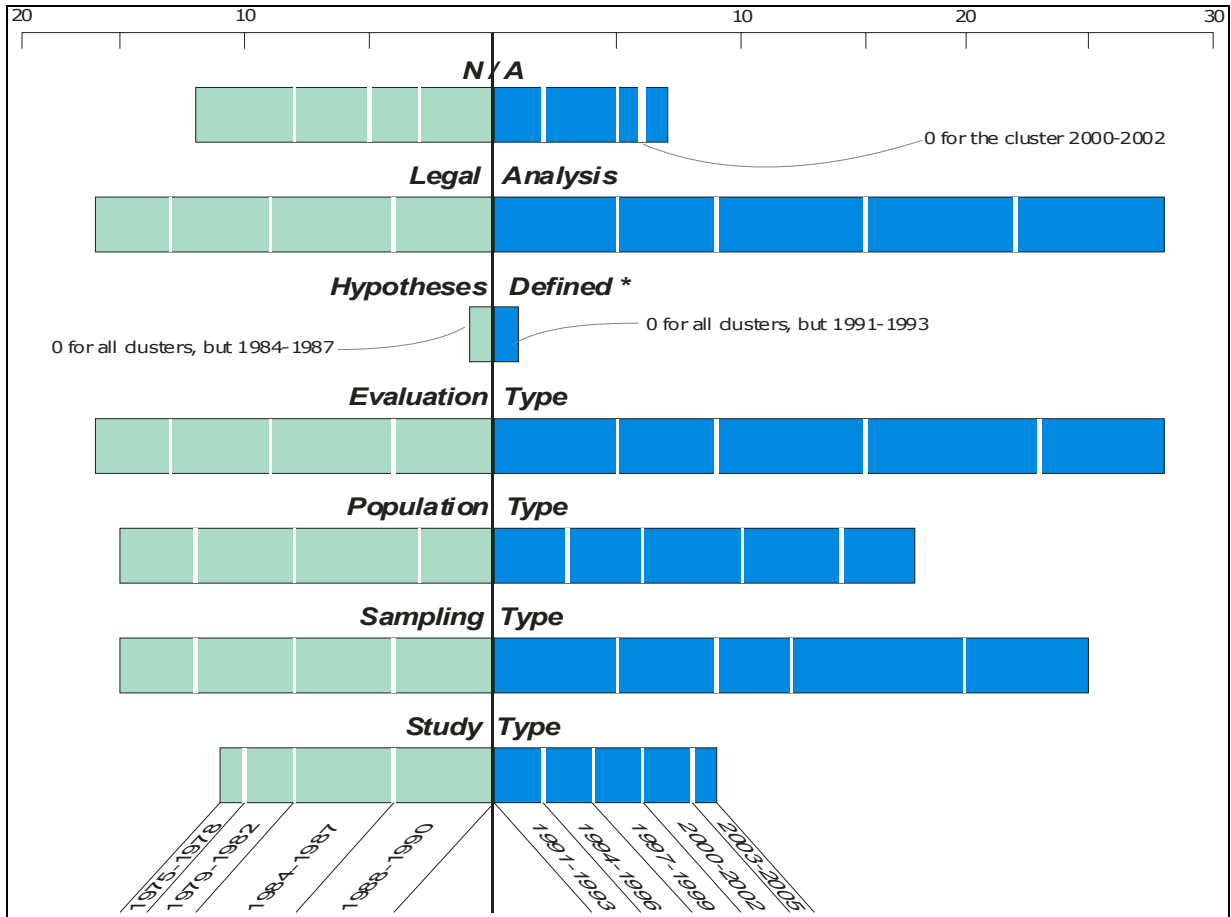 20 10 10 20 30
N / A
0 for the cluster 2000-2002
Legal Analysis
Hypotheses Defined *
0 for all clusters, but 1991-1993
0 for all clusters, but 1984-1987
Evaluation Type
Population Type
Sampling Type
Study Type
1975-1978
1979-1982
1984-1987
1988-1990
1991-1993
1994-1996
1997-1999
2000-2002
2003-2005